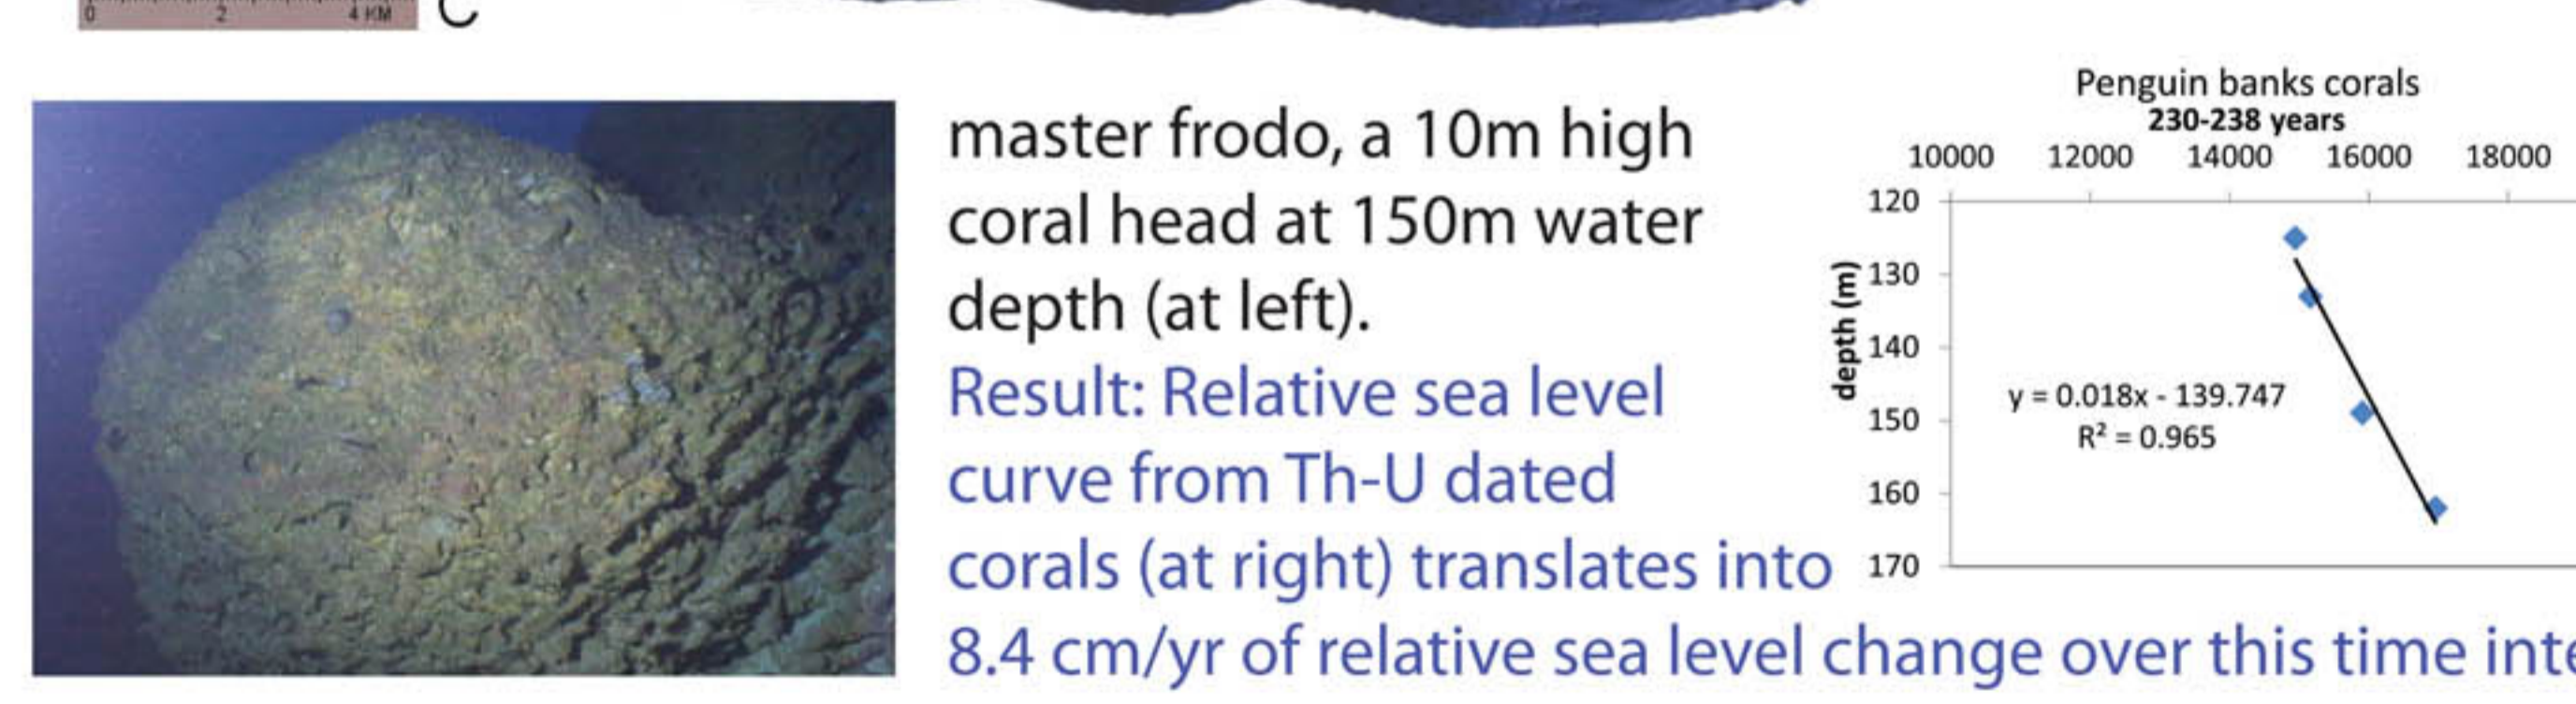 0 2 4 KM
C
master frodo, a 10m high
coral head at 150m water
depth (at left).
Result: Relative sea level
curve from Th-U dated
corals (at right) translates into
8.4 cm/yr of relative sea level change over this time inte
Penguin banks corals
230-238 years
10000 12000 14000 16000 18000
depth (m)
120
130
140
150
160
170
y = 0.018x - 139.747
R² = 0.965